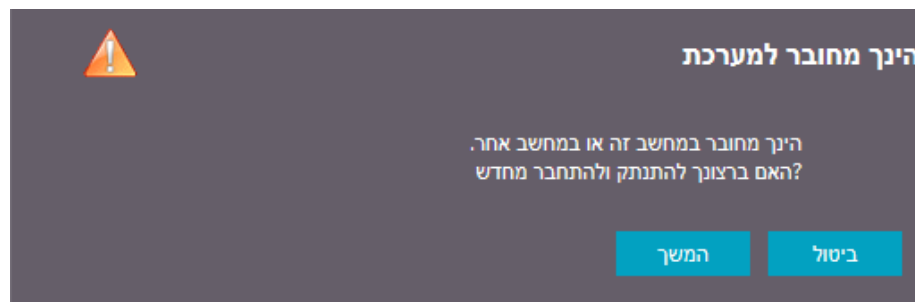 הינך מחובר למערכת
הינך מחובר במחשב זה או במחשב אחר.
?האם ברצונך להתנתק ולהתחבר מחדש
ביטול
המשך